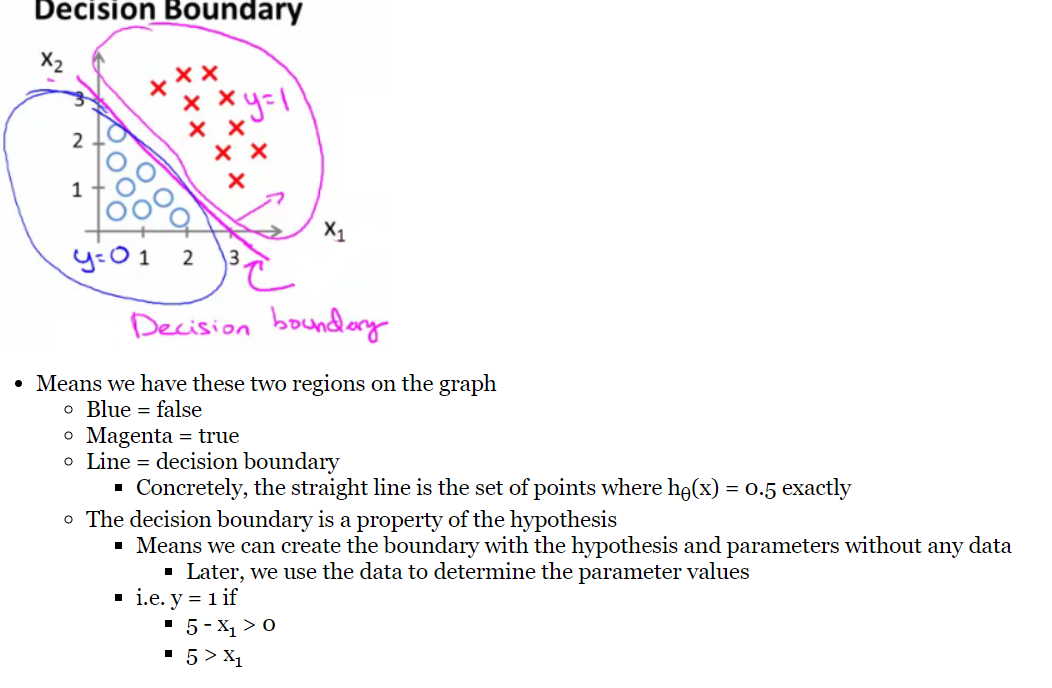 Decision Boundary
X₂
3
y=1
2
1
X₁
y=0 1 2 3
Decision boundary
• Means we have these two regions on the graph
○ Blue = false
○ Magenta = true
○ Line = decision boundary
▪ Concretely, the straight line is the set of points where hθ(x) = 0.5 exactly
○ The decision boundary is a property of the hypothesis
▪ Means we can create the boundary with the hypothesis and parameters without any data
▪ Later, we use the data to determine the parameter values
▪ i.e. y = 1 if
▪ 5 - x₁ > 0
▪ 5 > x₁